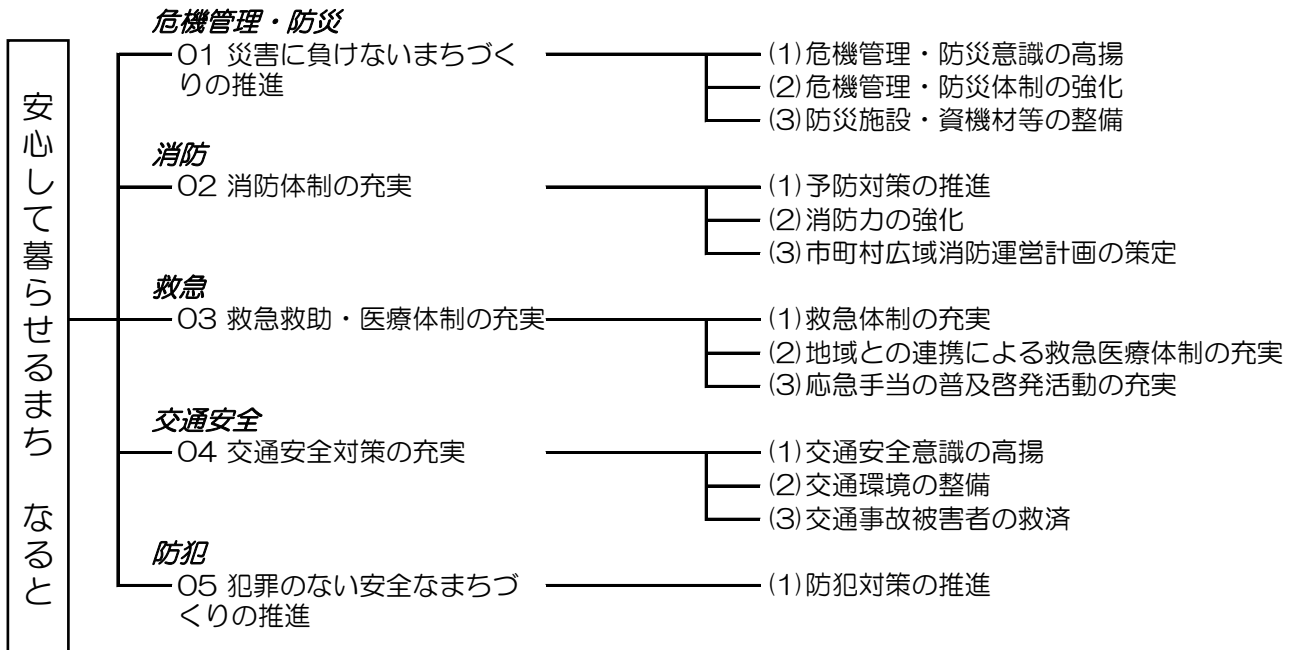 安心して暮らせるまち なると
危機管理・防災
01 災害に負けないまちづく
りの推進
(1)危機管理・防災意識の高揚
(2)危機管理・防災体制の強化
(3)防災施設・資機材等の整備
消防
02 消防体制の充実
(1)予防対策の推進
(2)消防力の強化
(3)市町村広域消防運営計画の策定
救急
03 救急救助・医療体制の充実
(1)救急体制の充実
(2)地域との連携による救急医療体制の充実
(3)応急手当の普及啓発活動の充実
交通安全
04 交通安全対策の充実
(1)交通安全意識の高揚
(2)交通環境の整備
(3)交通事故被害者の救済
防犯
05 犯罪のない安全なまちづ
くりの推進
(1)防犯対策の推進